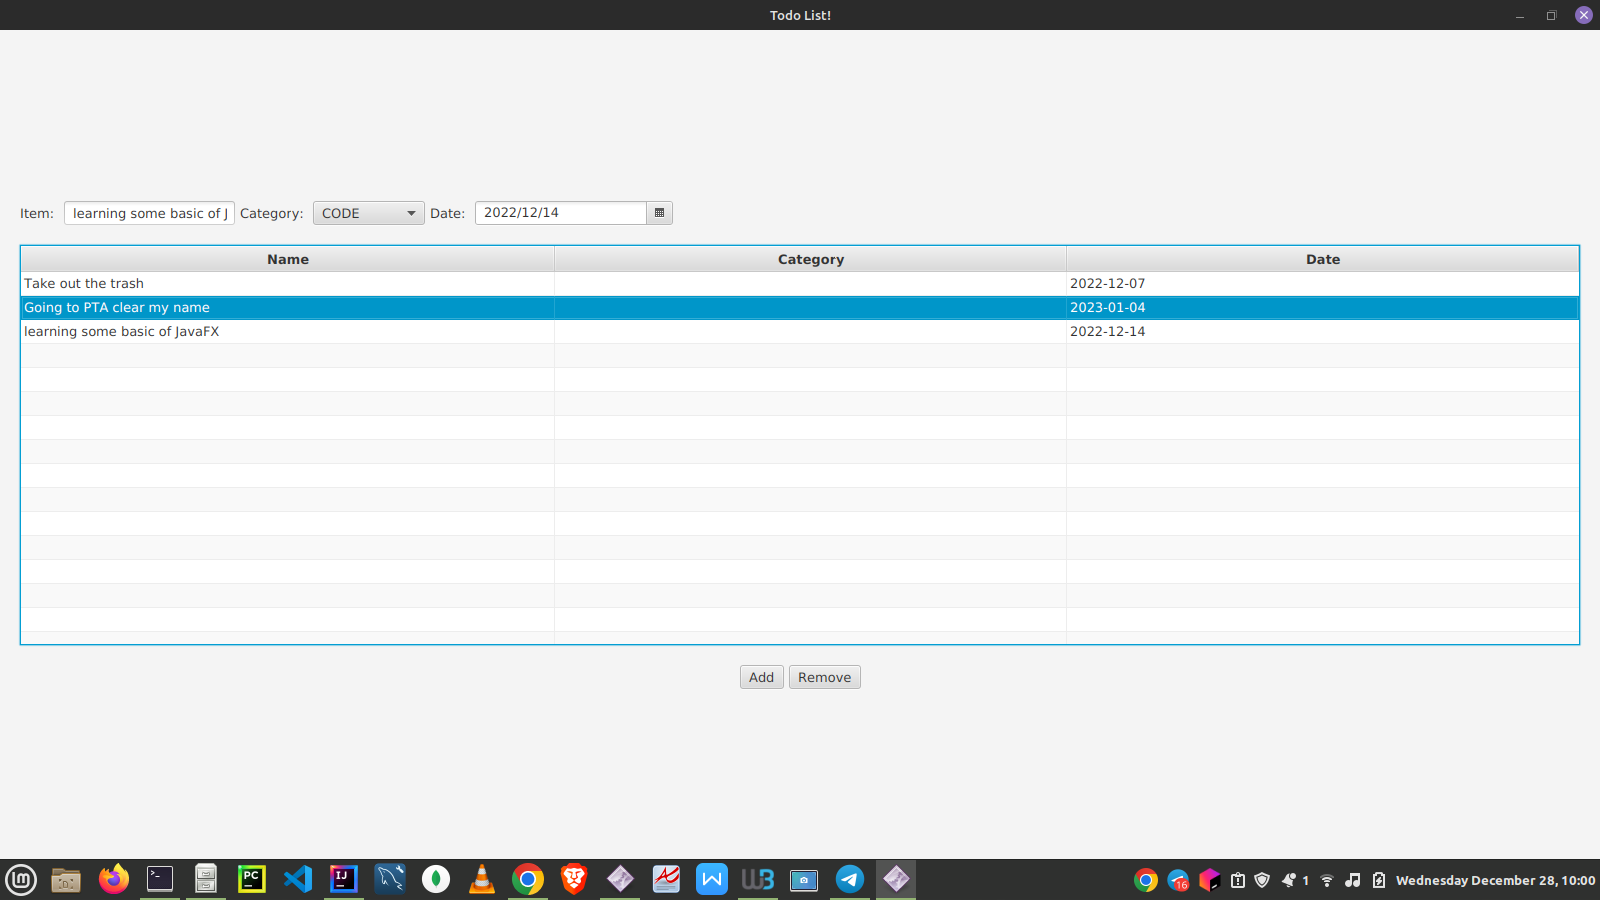 Todo List!
Item: learning some basic of J Category: CODE Date: 2022/12/14
Name Category Date
Take out the trash 2022-12-07
Going to PTA clear my name 2023-01-04
learning some basic of JavaFX 2022-12-14
Add Remove
PC IJ W3 16 1 Wednesday December 28, 10:00